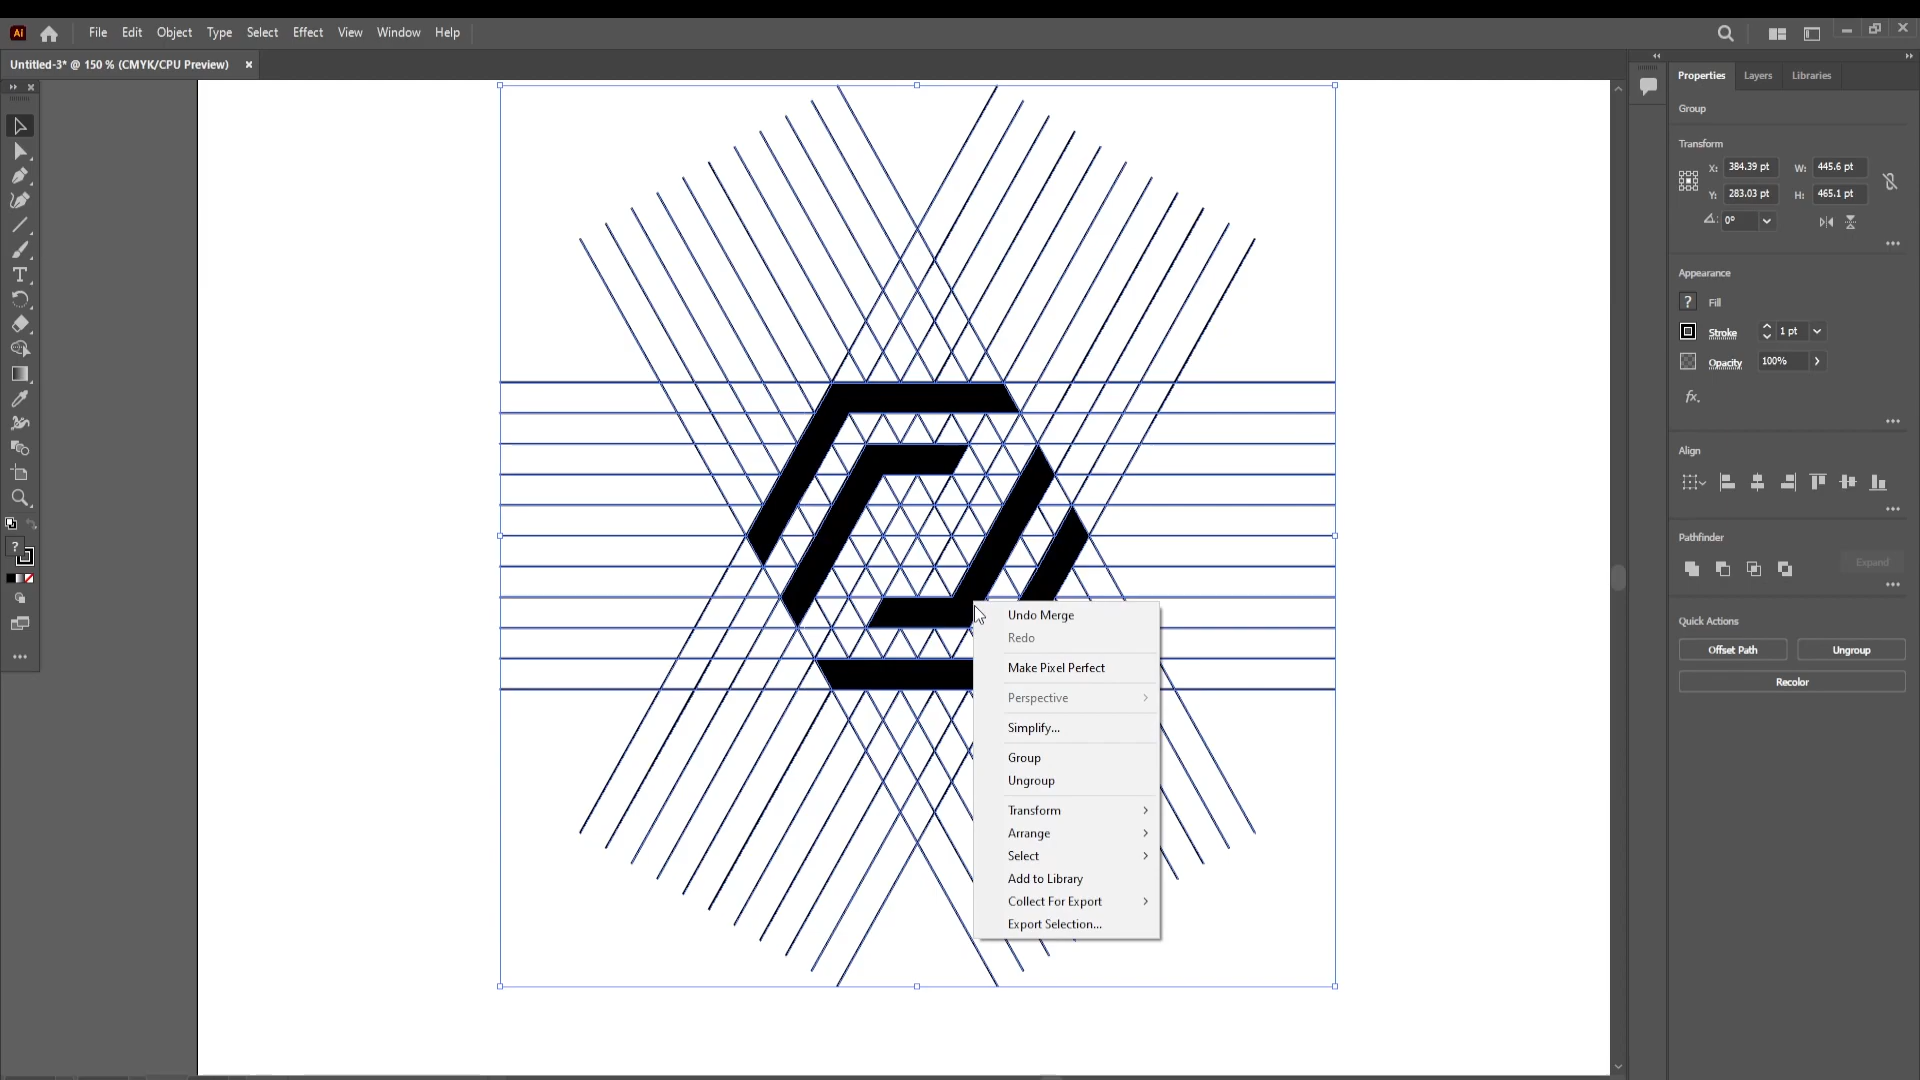 Ai File Edit Object Type Select Effect View Window Help
Untitled-3* @ 150 % (CMYK/CPU Preview)
Properties Layers Libraries
Group
Transform
X: 384.39 pt W: 445.6 pt
Y: 283.03 pt H: 465.1 pt
0°
Appearance
? Fill
Stroke 1 pt
Opacity 100%
fx.
Align
Pathfinder
Expand
Quick Actions
Offset Path Ungroup
Recolor
?
Undo Merge
Redo
Make Pixel Perfect
Perspective
Simplify...
Group
Ungroup
Transform
Arrange
Select
Add to Library
Collect For Export
Export Selection...